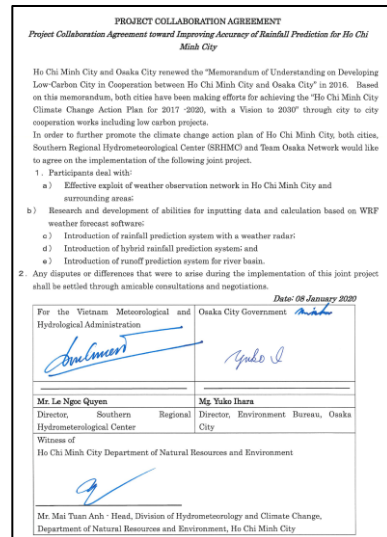 PROJECT COLLABORATION AGREEMENT
Project Collaboration Agreement toward Improving Accuracy of Rainfall Prediction for Ho Chi
Minh City
Ho Chi Minh City and Osaka City renewed the "Memorandum of Understanding on Developing
Low-Carbon City in Cooperation between Ho Chi Minh City and Osaka City" in 2016. Based
on this memorandum, both cities have been making efforts for achieving the "Ho Chi Minh City
Climate Change Action Plan for 2017 -2020, with a Vision to 2030" through city to city
cooperation works including low carbon projects.
In order to further promote the climate change action plan of Ho Chi Minh City, both cities,
Southern Regional Hydrometeorological Center (SRHMC) and Team Osaka Network would like
to agree on the implementation of the following joint project.
1. Participants deal with:
a) Effective exploit of weather observation network in Ho Chi Minh City and
surrounding areas;
b) Research and development of abilities for inputting data and calculation based on WRF
weather forecast software;
c) Introduction of rainfall prediction system with a weather radar;
d) Introduction of hybrid rainfall prediction system; and
e) Introduction of runoff prediction system for river basin.
2. Any disputes or differences that were to arise during the implementation of this joint project
shall be settled through amicable consultations and negotiations.
Date: 08 January 2020
For the Vietnam Meteorological and
Hydrological Administration
Osaka City Government
Yuko I
Mr. Le Ngoc Quyen
Mg. Yuko Ihara
Director, Southern Regional
Hydrometerological Center
Director, Environment Bureau, Osaka
City
Witness of
Ho Chi Minh City Department of Natural Resources and Environment
Mr. Mai Tuan Anh - Head, Division of Hydrometeorology and Climate Change,
Department of Natural Resources and Environment, Ho Chi Minh City